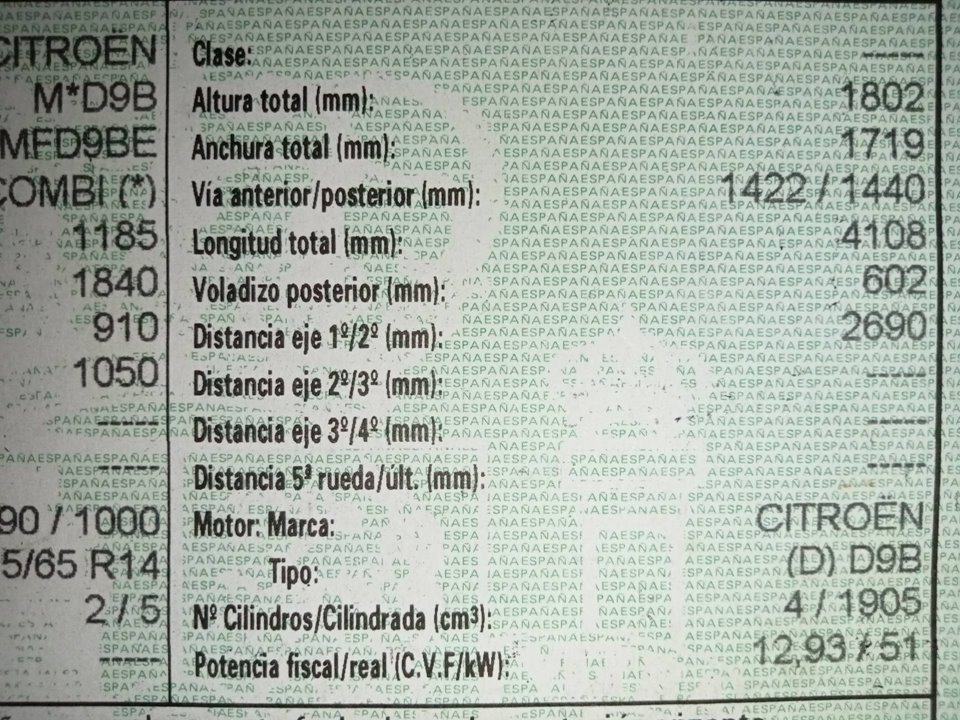 CITROËN Clase: -----
M*D9B Altura total (mm): 1802
MFD9BE Anchura total (mm): 1719
COMBI (*) Vía anterior/posterior (mm): 1422 / 1440
1185 Longitud total (mm): 4108
1840 Voladizo posterior (mm): 602
910 Distancia eje 1º/2º (mm): 2690
1050 Distancia eje 2º/3º (mm): -----
----- Distancia eje 3º/4º (mm): -----
----- Distancia 5ª rueda/últ. (mm): -----
90 / 1000 Motor: Marca: CITROËN
5/65 R14 Tipo: (D) D9B
2 / 5 Nº Cilindros/Cilindrada (cm³): 4 / 1905
----- Potencia fiscal/real (C.V.F/kW): 12,93 / 51